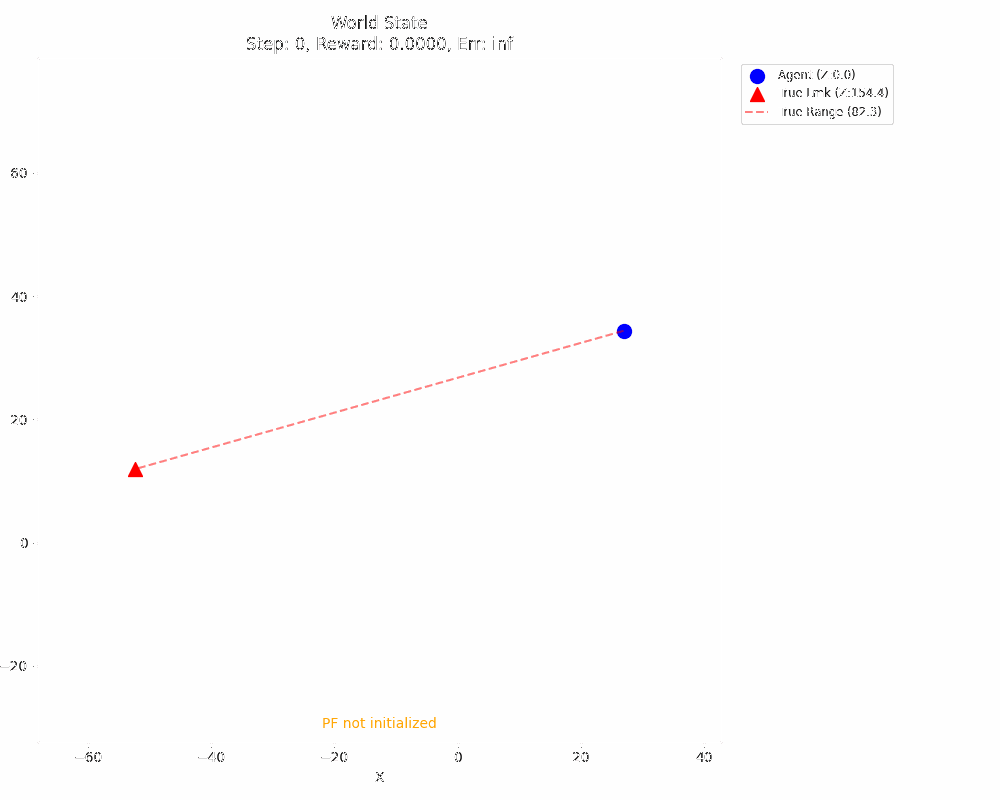 World State
Step: 0, Reward: 0.0000, Err: inf
Agent (Z:0.0)
True Lmk (Z:154.4)
True Range (82.3)
60
40
20
0
−20
PF not initialized
−60 −40 −20 0 20 40
X